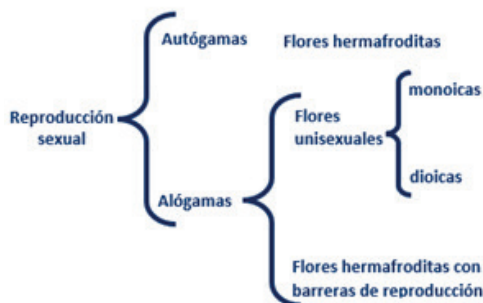 Autógamas
Flores hermafroditas
monoicas
Reproducción
sexual
Flores
unisexuales
dioicas
Alógamas
Flores hermafroditas con
barreras de reproducción